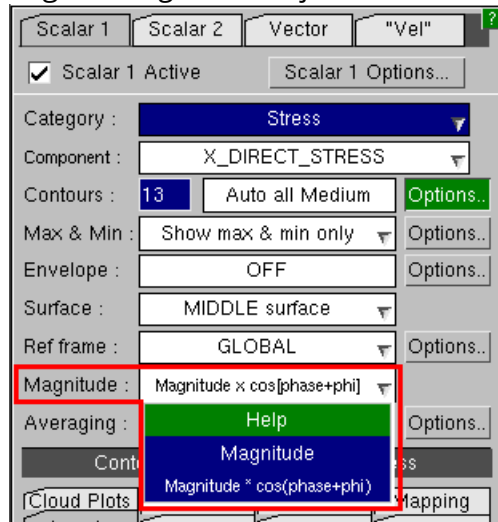 Scalar 1 Scalar 2 Vector "Vel" ?
Scalar 1 Active Scalar 1 Options...
Category : Stress
Component : X_DIRECT_STRESS
Contours : 13 Auto all Medium Options..
Max & Min : Show max & min only Options..
Envelope : OFF Options..
Surface : MIDDLE surface
Ref frame : GLOBAL Options..
Magnitude : Magnitude x cos[phase+phi]
Averaging : Help Options..
Magnitude
Magnitude * cos(phase+phi)
Cloud Plots Mapping